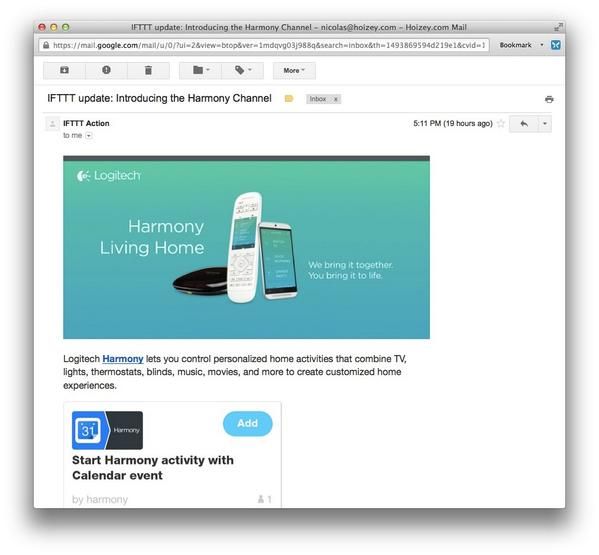 IFTTT update: Introducing the Harmony Channel – nicolas@hoizey.com – Hoizey.com Mail
https://mail.google.com/mail/u/0/?ui=2&view=btop&ver=1mdqvg03j988q&search=inbox&th=1493869594d219e1&cvid=1
Bookmark
More
IFTTT update: Introducing the Harmony Channel
Inbox x
IFTTT Action
5:11 PM (19 hours ago)
to me
Logitech
Harmony
Living Home
We bring it together.
You bring it to life.
Logitech Harmony lets you control personalized home activities that combine TV,
lights, thermostats, blinds, music, movies, and more to create customized home
experiences.
31
Harmony
Add
Start Harmony activity with
Calendar event
by harmony
1